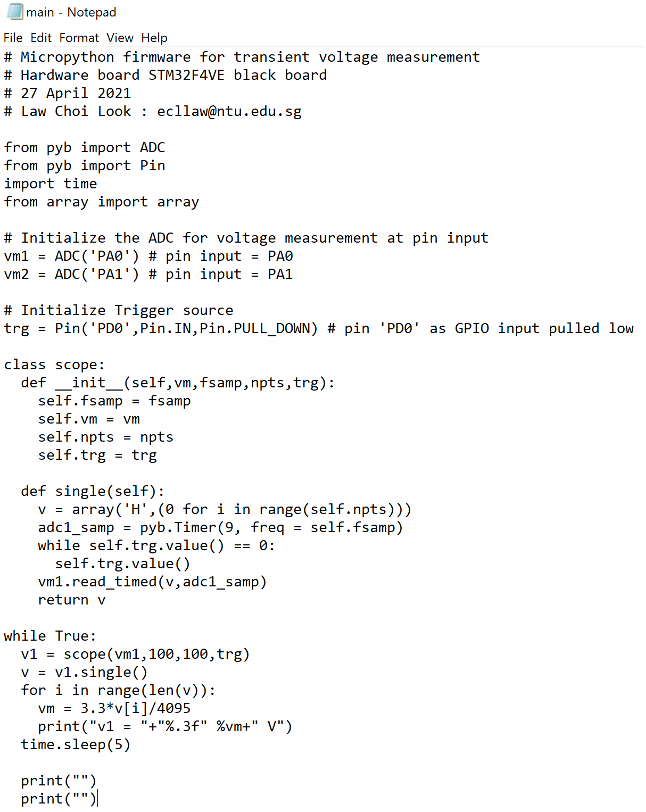 main - Notepad
File Edit Format View Help
# Micropython firmware for transient voltage measurement
# Hardware board STM32F4VE black board
# 27 April 2021
# Law Choi Look : ecllaw@ntu.edu.sg

from pyb import ADC
from pyb import Pin
import time
from array import array

# Initialize the ADC for voltage measurement at pin input
vm1 = ADC('PA0') # pin input = PA0
vm2 = ADC('PA1') # pin input = PA1

# Initialize Trigger source
trg = Pin('PD0',Pin.IN,Pin.PULL_DOWN) # pin 'PD0' as GPIO input pulled low

class scope:
  def __init__(self,vm,fsamp,npts,trg):
    self.fsamp = fsamp
    self.vm = vm
    self.npts = npts
    self.trg = trg

  def single(self):
    v = array('H',(0 for i in range(self.npts)))
    adc1_samp = pyb.Timer(9, freq = self.fsamp)
    while self.trg.value() == 0:
      self.trg.value()
    vm1.read_timed(v,adc1_samp)
    return v

while True:
  v1 = scope(vm1,100,100,trg)
  v = v1.single()
  for i in range(len(v)):
    vm = 3.3*v[i]/4095
    print("v1 = "+"%.3f" %vm+" V")
  time.sleep(5)

  print("")
  print("")